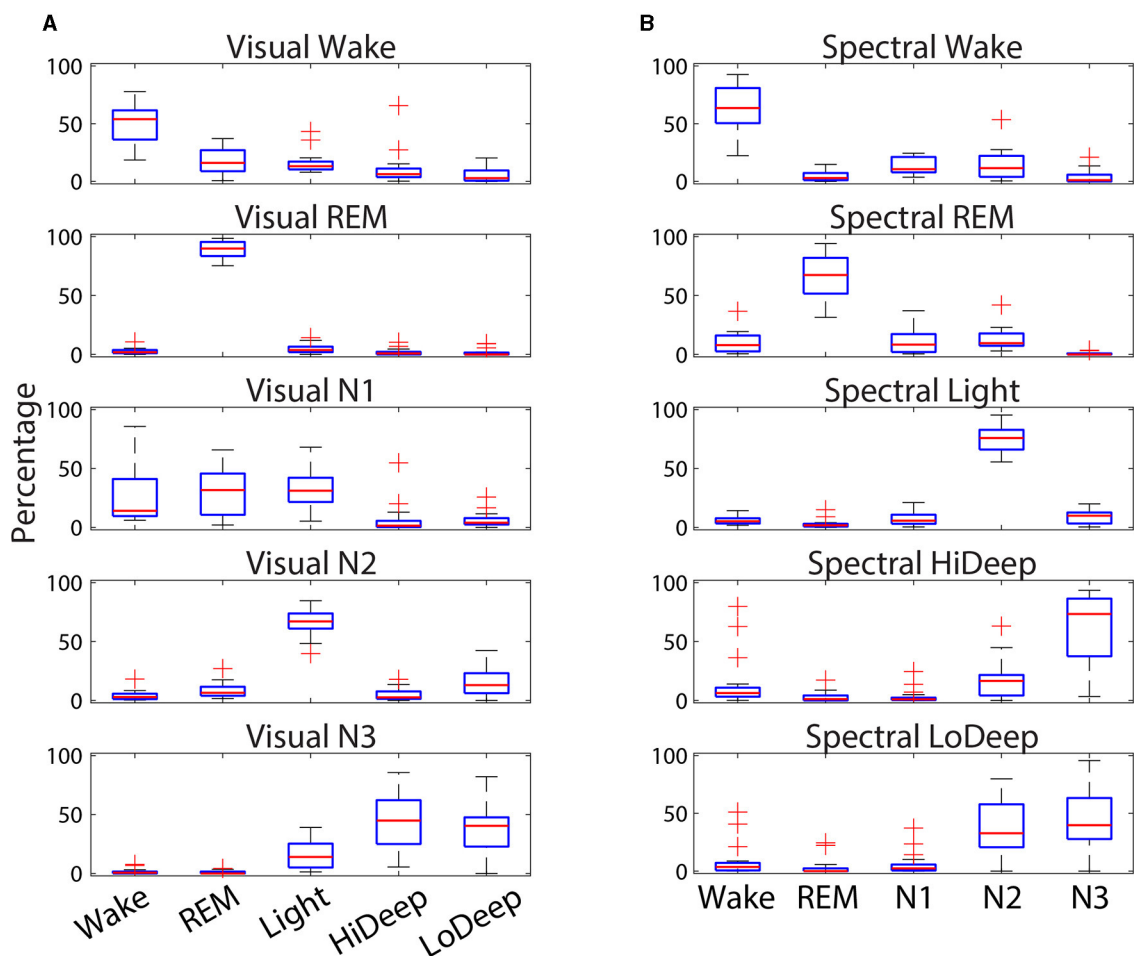 A
Visual Wake
100
50
0
Visual REM
100
50
0
Visual N1
100
50
0
Visual N2
100
50
0
Visual N3
100
50
0
Percentage
Wake
REM
Light
HiDeep
LoDeep
B
Spectral Wake
100
50
0
Spectral REM
100
50
0
Spectral Light
100
50
0
Spectral HiDeep
100
50
0
Spectral LoDeep
100
50
0
Wake
REM
N1
N2
N3